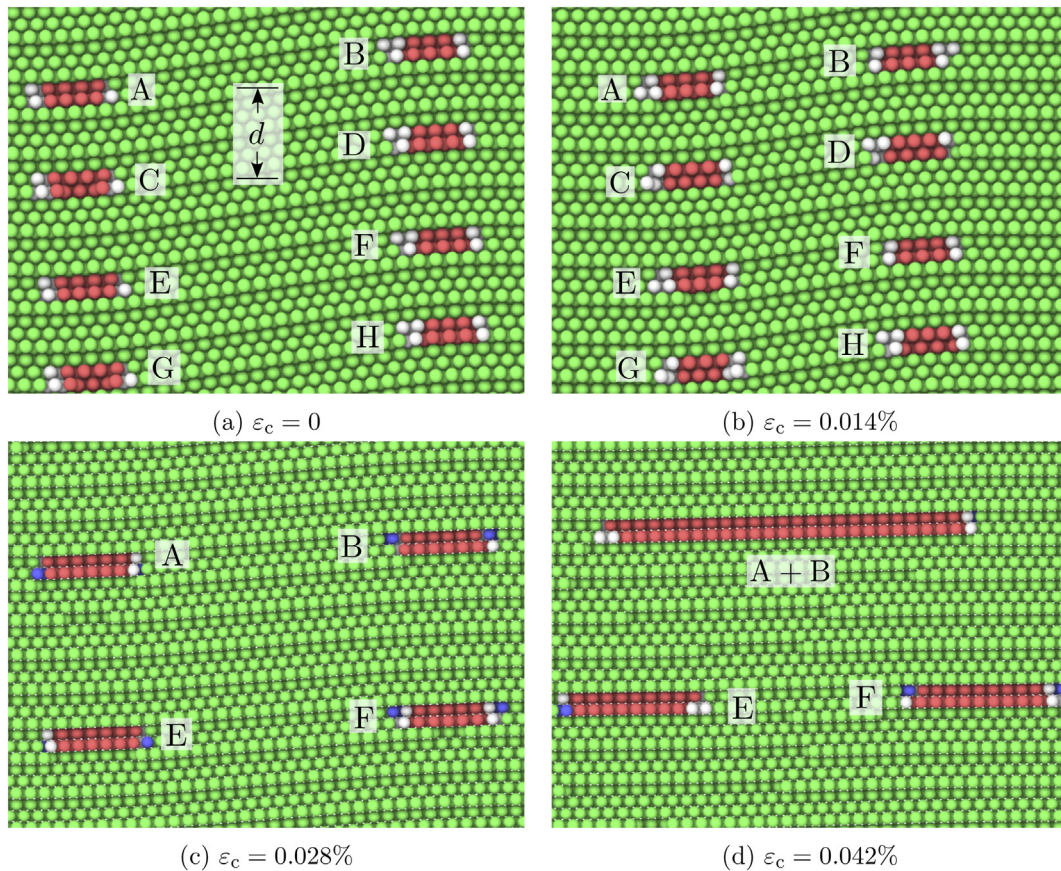 B
A
d
D
C
F
E
H
G
(a) εc = 0
B
A
D
C
F
E
H
G
(b) εc = 0.014%
B
A
F
E
(c) εc = 0.028%
A + B
F
E
(d) εc = 0.042%